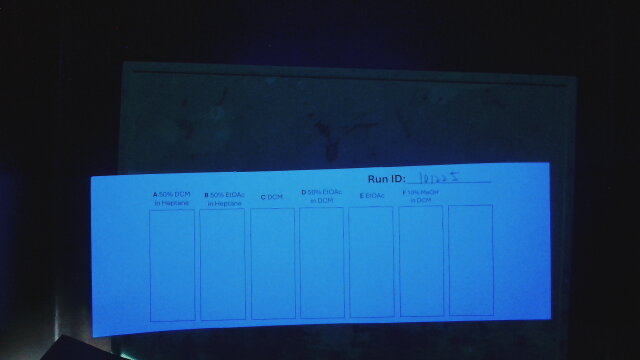 Run ID: 101225
A 50% DCM
in Heptane
B 50% EtOAc
in Heptane
C DCM
D 50% EtOAc
in DCM
E EtOAc
F 10% MeOH
in DCM